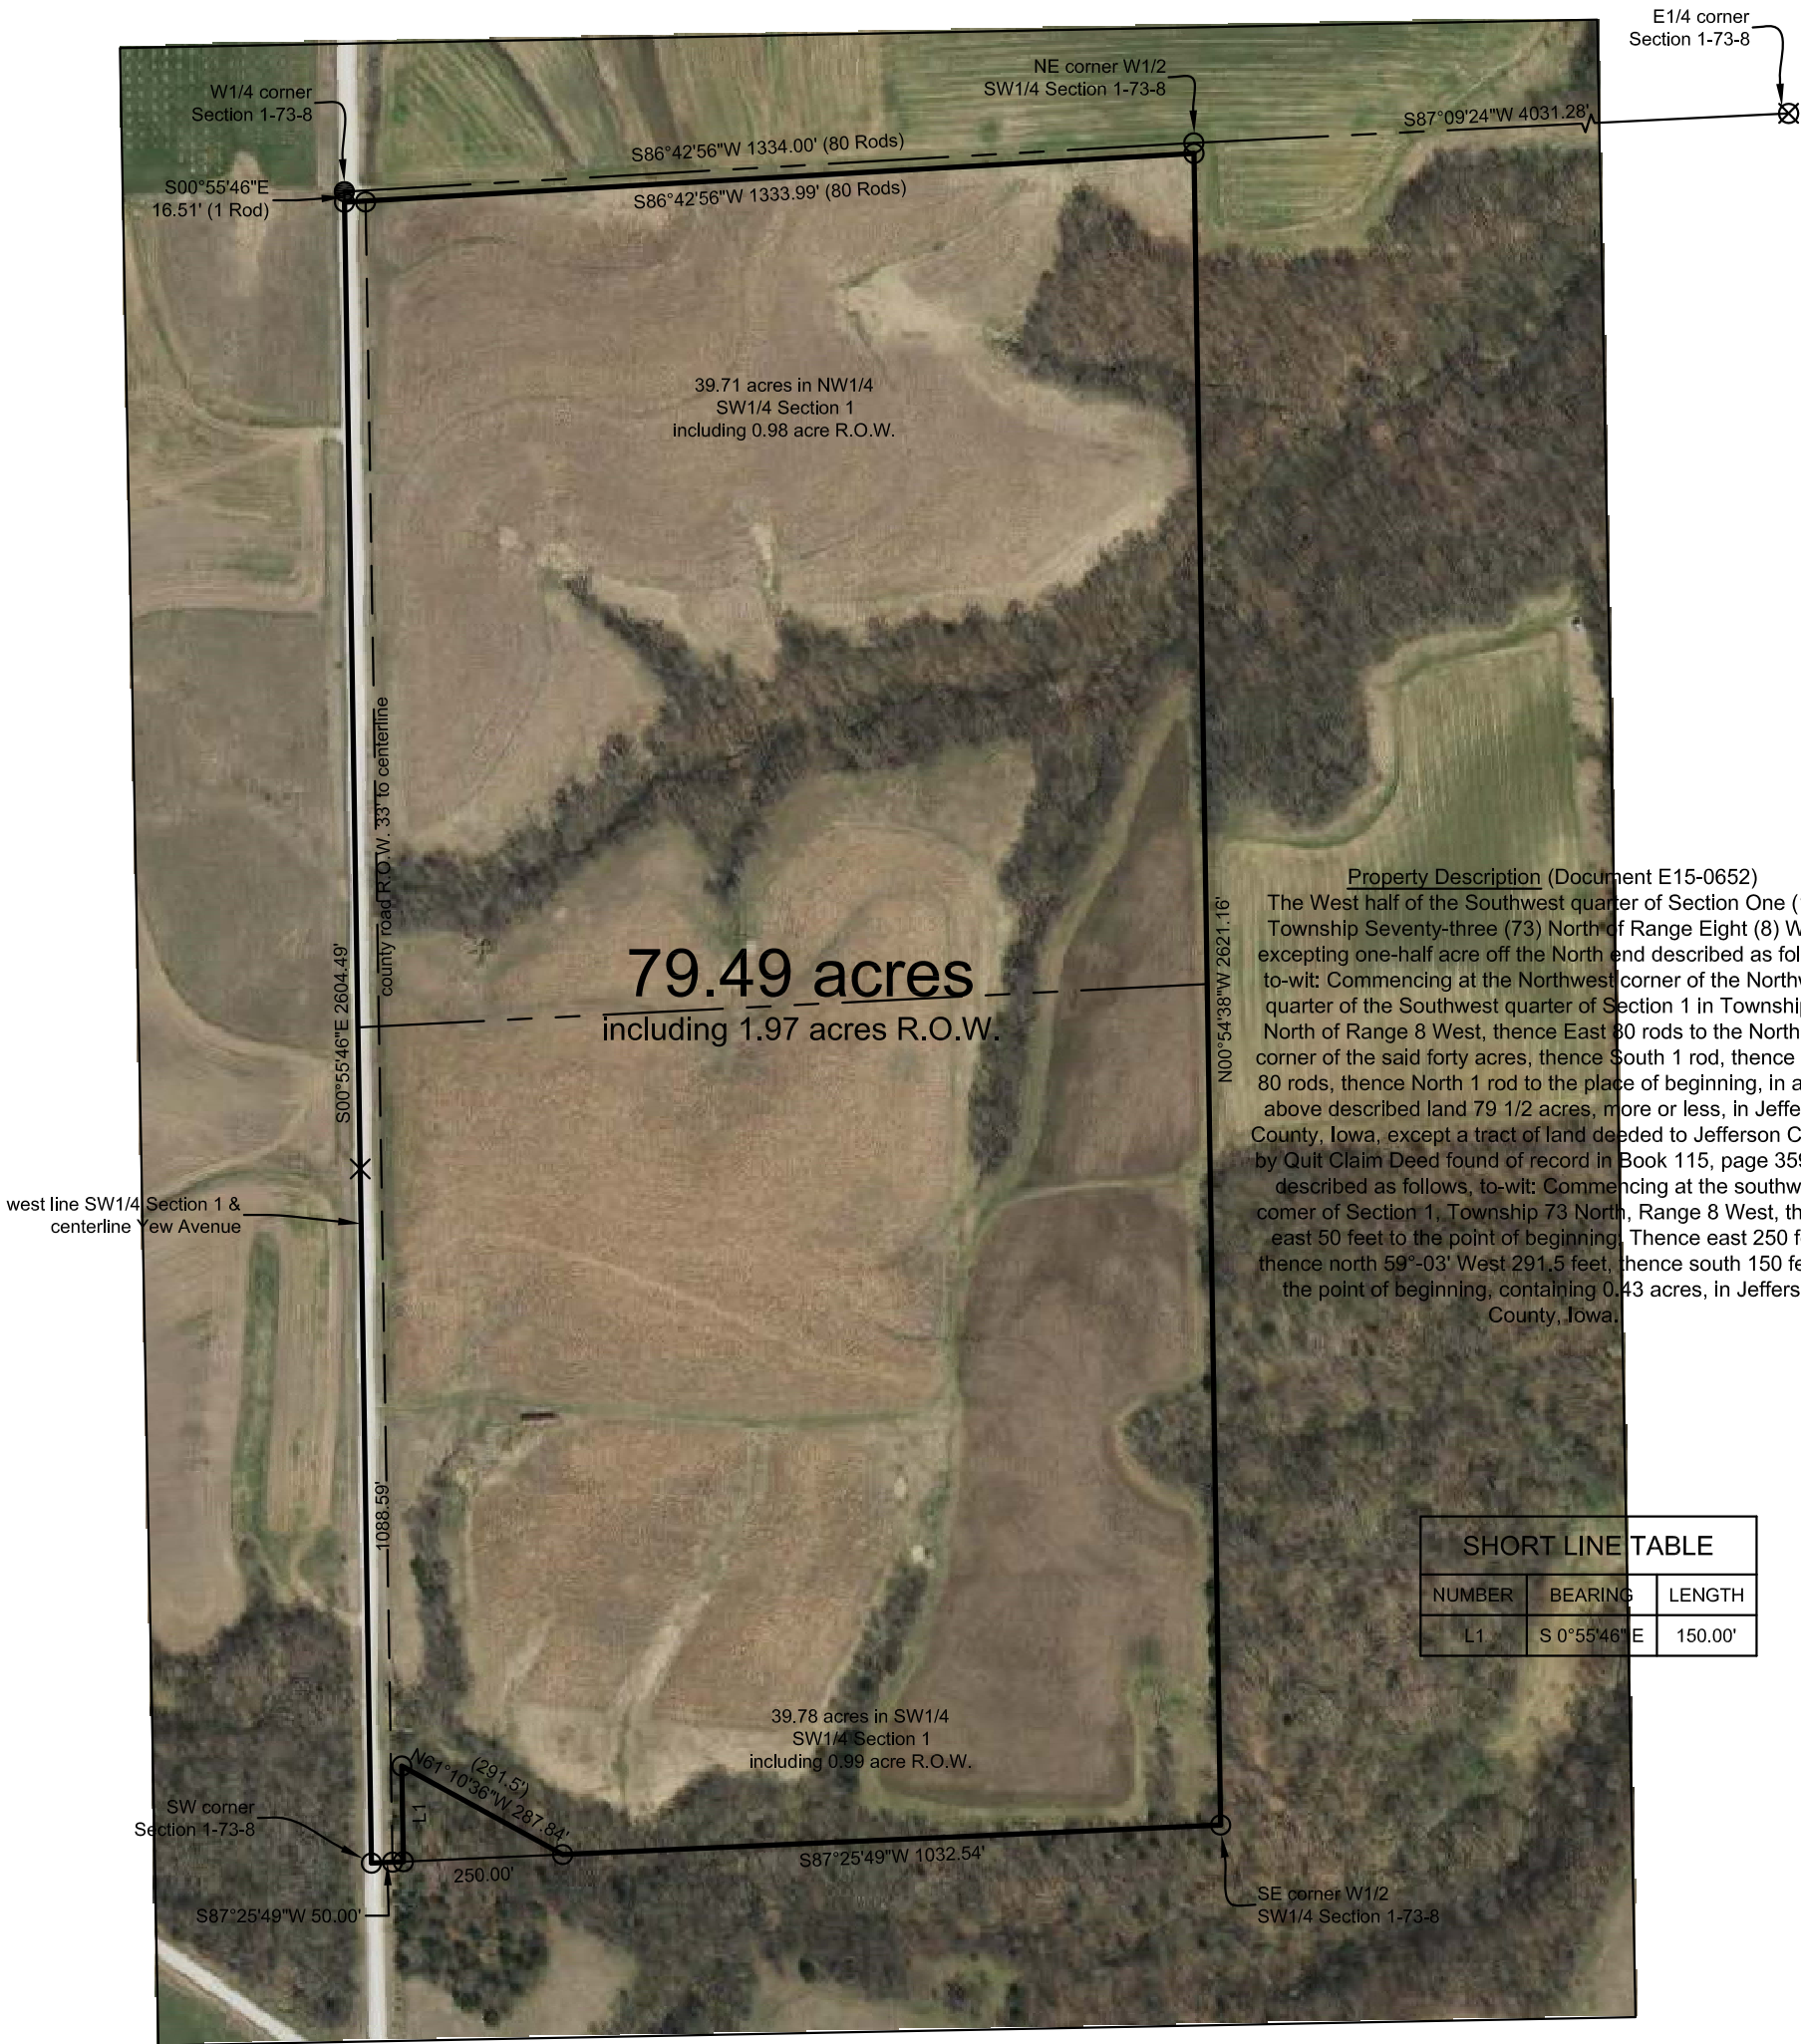 E1/4 corner
Section 1-73-8
NE corner W1/2
SW1/4 Section 1-73-8
W1/4 corner
Section 1-73-8
S87°09'24"W 4031.28'
S86°42'56"W 1334.00' (80 Rods)
S86°42'56"W 1333.99' (80 Rods)
S00°55'46"E
16.51' (1 Rod)
39.71 acres in NW1/4
SW1/4 Section 1
including 0.98 acre R.O.W.
county road R.O.W. 33' to centerline
S00°55'46"E 2604.49'
N00°54'38"W 2621.16'
79.49 acres
including 1.97 acres R.O.W.
Property Description (Document E15-0652)
The West half of the Southwest quarter of Section One (
Township Seventy-three (73) North of Range Eight (8) W
excepting one-half acre off the North end described as fol
to-wit: Commencing at the Northwest corner of the Northw
quarter of the Southwest quarter of Section 1 in Township
North of Range 8 West, thence East 80 rods to the North
corner of the said forty acres, thence South 1 rod, thence
80 rods, thence North 1 rod to the place of beginning, in a
above described land 79 1/2 acres, more or less, in Jeffe
County, Iowa, except a tract of land deeded to Jefferson C
by Quit Claim Deed found of record in Book 115, page 359
described as follows, to-wit: Commencing at the southw
comer of Section 1, Township 73 North, Range 8 West, th
east 50 feet to the point of beginning, Thence east 250 f
thence north 59°-03' West 291.5 feet, thence south 150 fe
the point of beginning, containing 0.43 acres, in Jeffers
County, Iowa.
west line SW1/4 Section 1 &
centerline Yew Avenue
1088.59'
SHORT LINE TABLE
NUMBER BEARING LENGTH
L1 S 0°55'46" E 150.00'
39.78 acres in SW1/4
SW1/4 Section 1
including 0.99 acre R.O.W.
(291.5')
N61°10'36"W 287.84'
L1
SW corner
Section 1-73-8
250.00'
S87°25'49"W 1032.54'
S87°25'49"W 50.00'
SE corner W1/2
SW1/4 Section 1-73-8